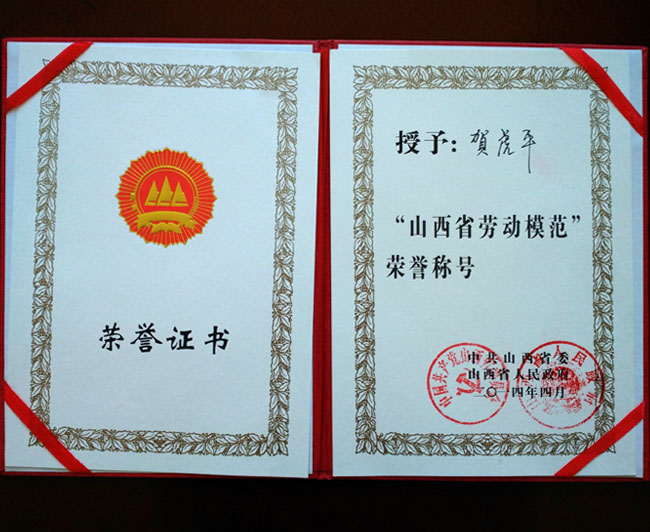 荣誉证书
授予：贺虎平
“山西省劳动模范”
荣誉称号
中共山西省委
山西省人民政府
二〇一四年四月